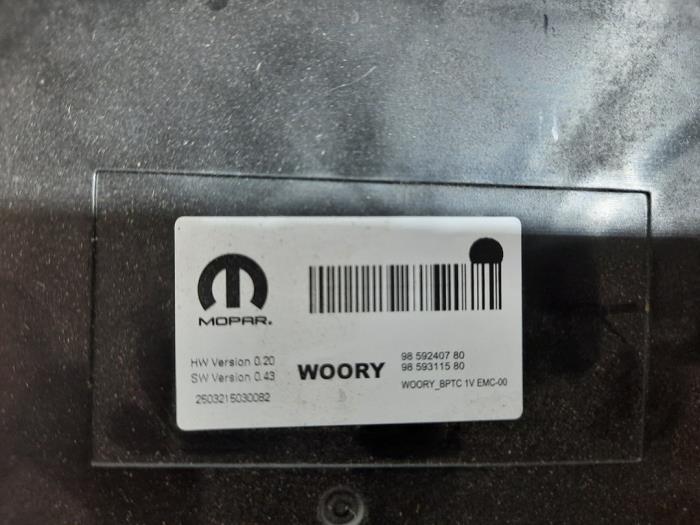 MOPAR®
HW Version 0.20
SW Version 0.43
2503215030082
WOORY
98 592407 80
98 593115 80
WOORY_BPTC 1V EMC-00
©